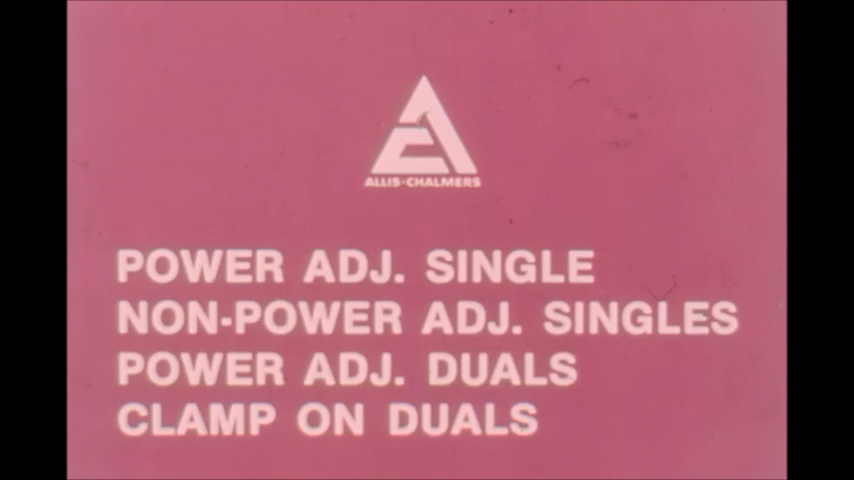 ALLIS-CHALMERS
POWER ADJ. SINGLE
NON-POWER ADJ. SINGLES
POWER ADJ. DUALS
CLAMP ON DUALS